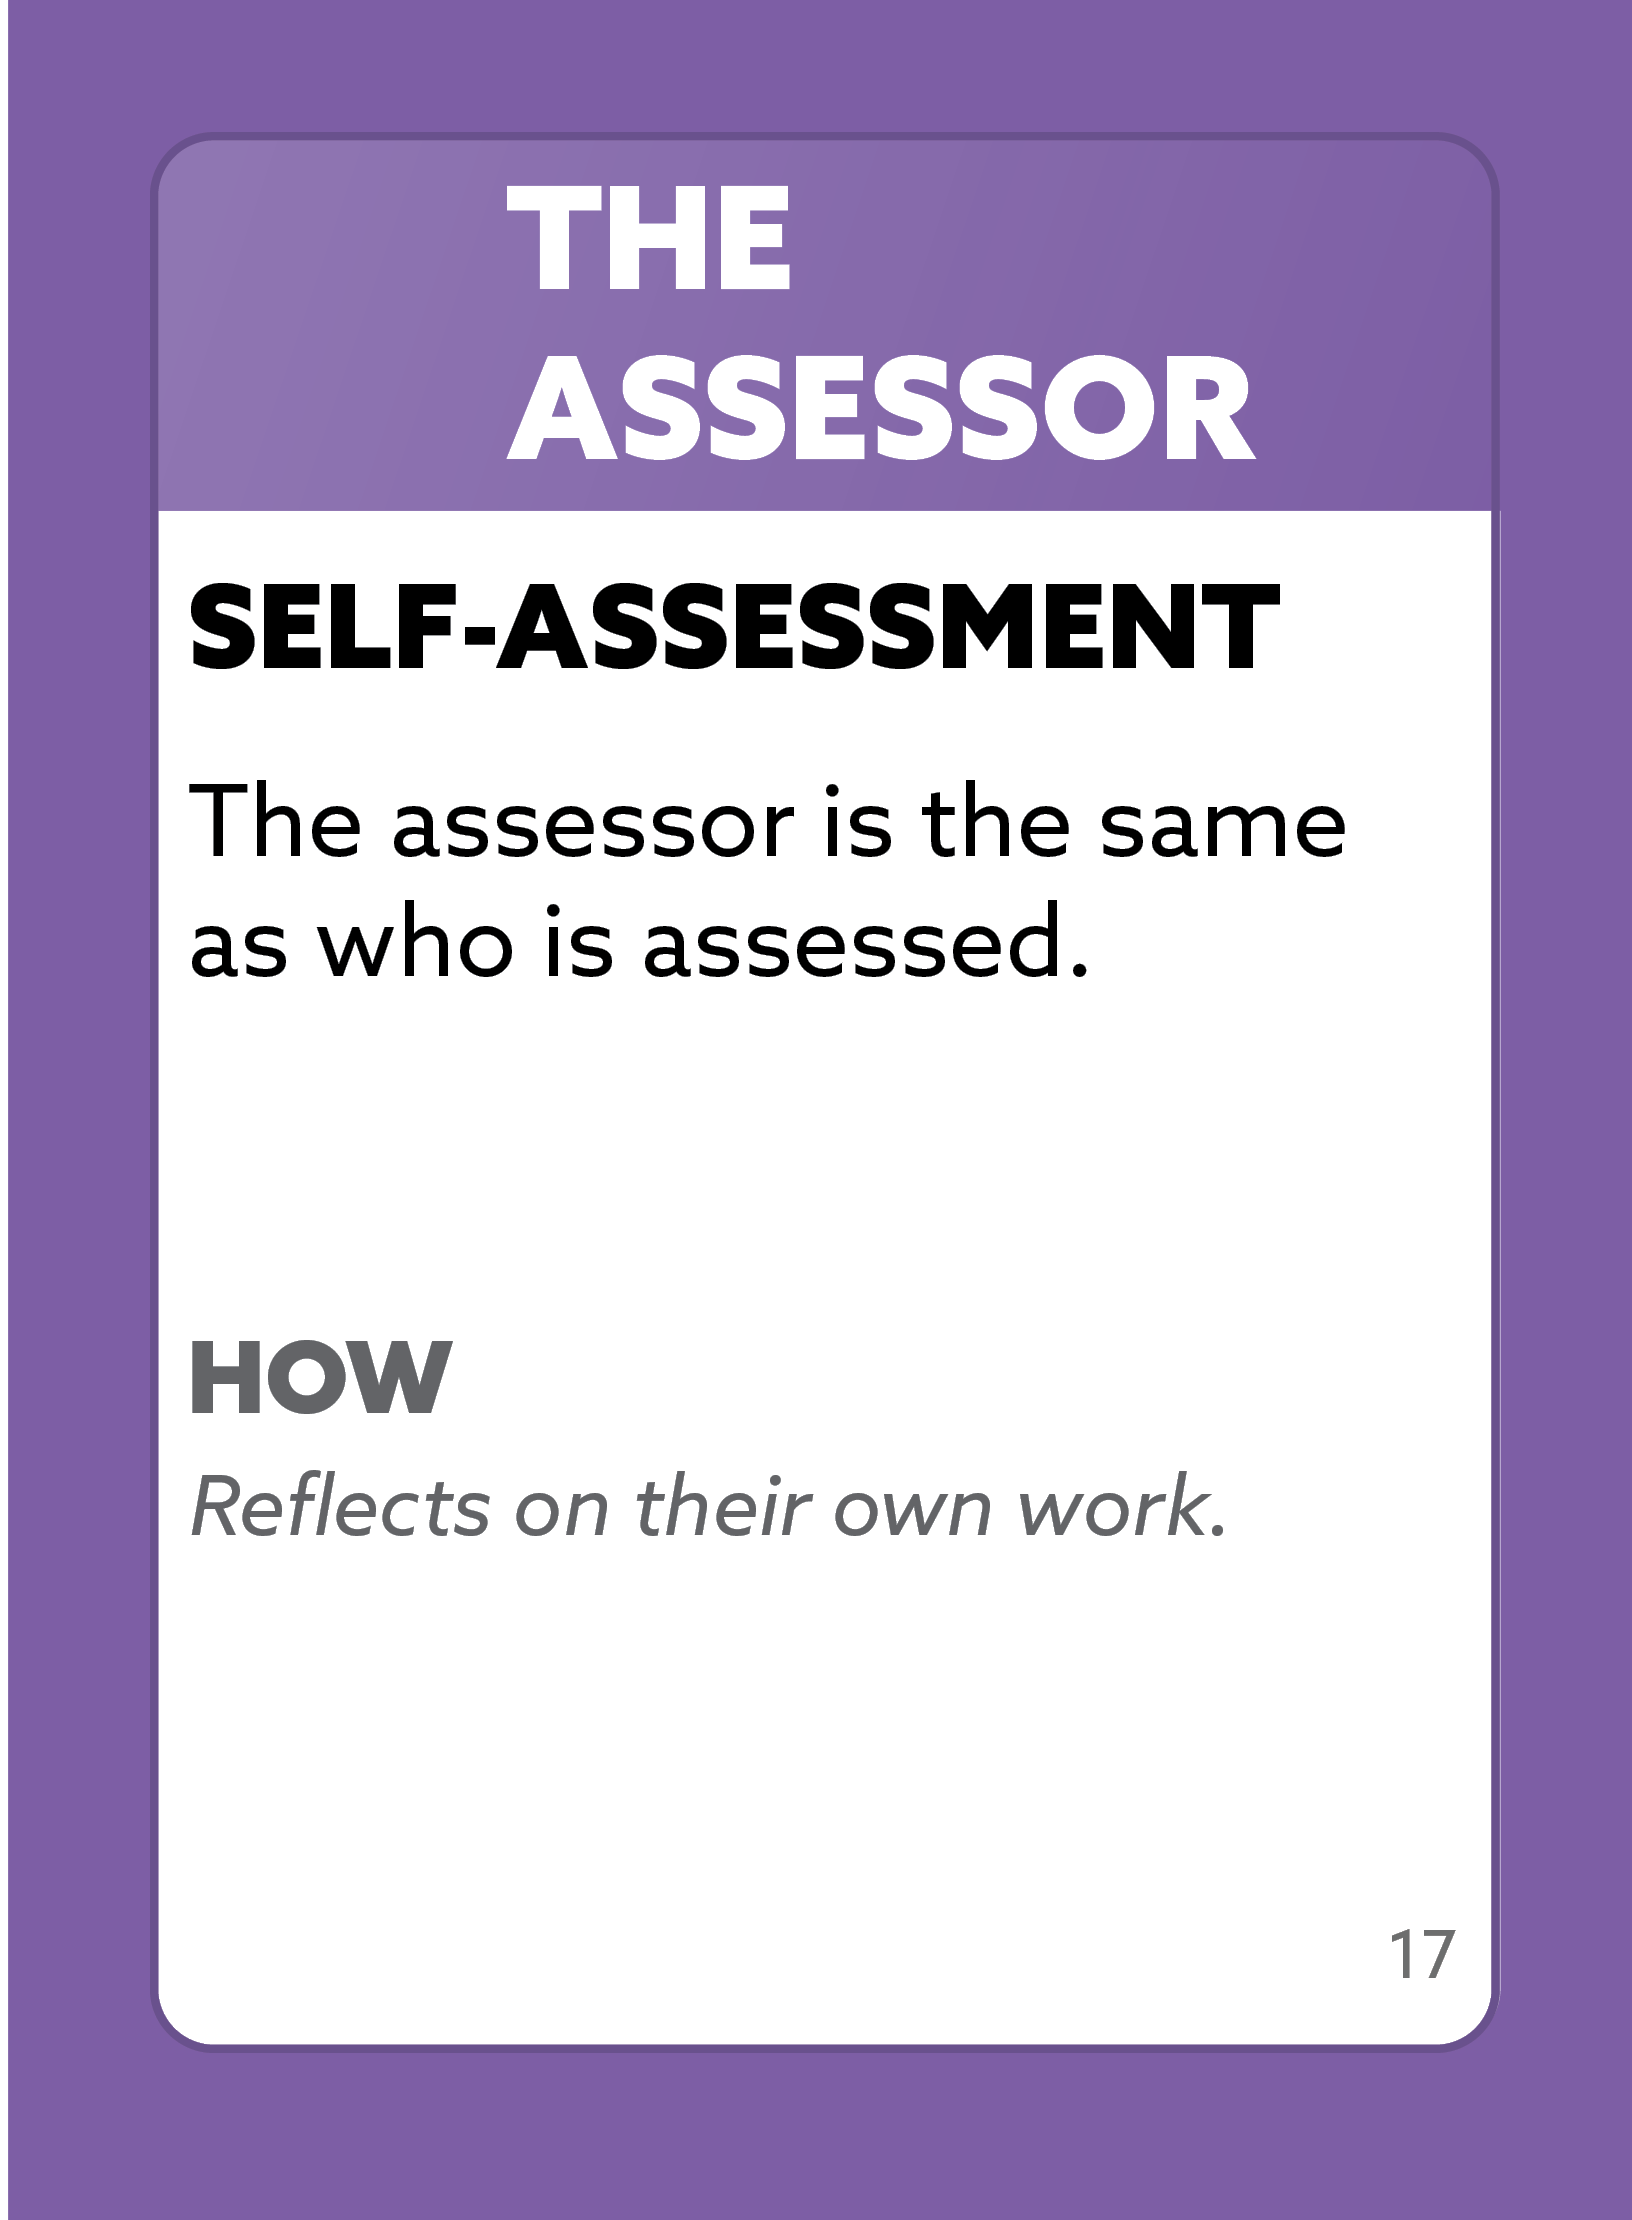 THE
ASSESSOR
SELF-ASSESSMENT
The assessor is the same
as who is assessed.
HOW
Reflects on their own work.
17